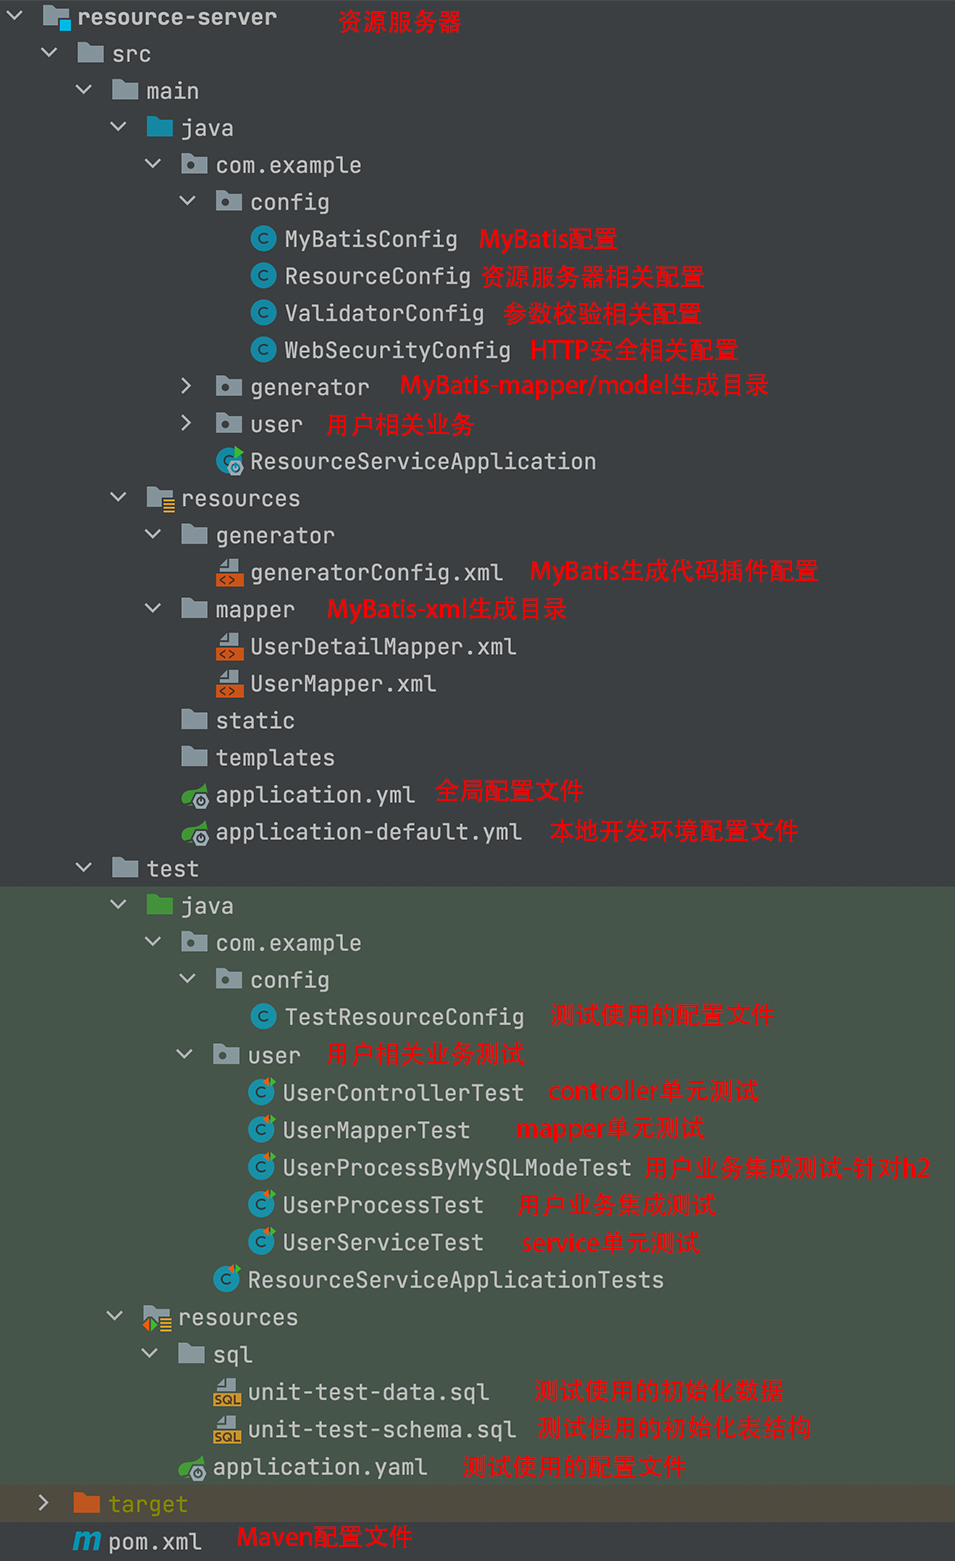 resource-server 资源服务器
src
main
java
com.example
config
MyBatisConfig MyBatis配置
ResourceConfig 资源服务器相关配置
ValidatorConfig 参数校验相关配置
WebSecurityConfig HTTP安全相关配置
generator MyBatis-mapper/model生成目录
user 用户相关业务
ResourceServiceApplication
resources
generator
generatorConfig.xml MyBatis生成代码插件配置
mapper MyBatis-xml生成目录
UserDetailMapper.xml
UserMapper.xml
static
templates
application.yml 全局配置文件
application-default.yml 本地开发环境配置文件
test
java
com.example
config
TestResourceConfig 测试使用的配置文件
user 用户相关业务测试
UserControllerTest controller单元测试
UserMapperTest mapper单元测试
UserProcessByMySQLModeTest 用户业务集成测试-针对h2
UserProcessTest 用户业务集成测试
UserServiceTest service单元测试
ResourceServiceApplicationTests
resources
sql
unit-test-data.sql 测试使用的初始化数据
unit-test-schema.sql 测试使用的初始化表结构
application.yaml 测试使用的配置文件
target
pom.xml Maven配置文件